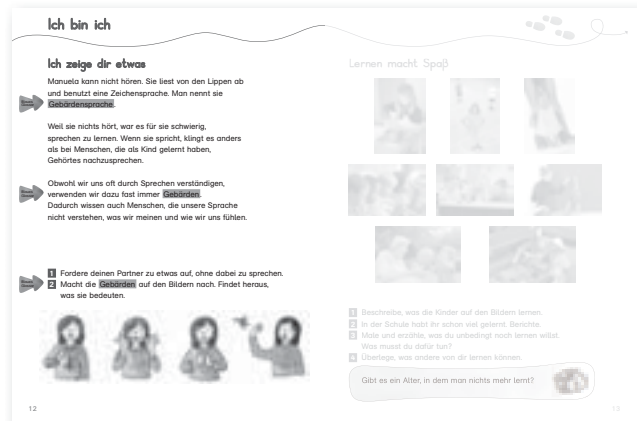 Ich bin ich
Ich zeige dir etwas
Manuela kann nicht hören. Sie liest von den Lippen ab
und benutzt eine Zeichensprache. Man nennt sie
Gebärdensprache.
Weil sie nichts hört, war es für sie schwierig,
sprechen zu lernen. Wenn sie spricht, klingt es anders
als bei Menschen, die als Kind gelernt haben,
Gehörtes nachzusprechen.
Obwohl wir uns oft durch Sprechen verständigen,
verwenden wir dazu fast immer Gebärden.
Dadurch wissen auch Menschen, die unsere Sprache
nicht verstehen, was wir meinen und wie wir uns fühlen.
1 Fordere deinen Partner zu etwas auf, ohne dabei zu sprechen.
2 Macht die Gebärden auf den Bildern nach. Findet heraus,
was sie bedeuten.
12
Lernen macht Spaß
1 Beschreibe, was die Kinder auf den Bildern lernen.
2 In der Schule habt ihr schon viel gelernt. Berichte.
3 Male und erzähle, was du unbedingt noch lernen willst.
Was musst du dafür tun?
4 Überlege, was andere von dir lernen können.
Gibt es ein Alter, in dem man nichts mehr lernt?
13